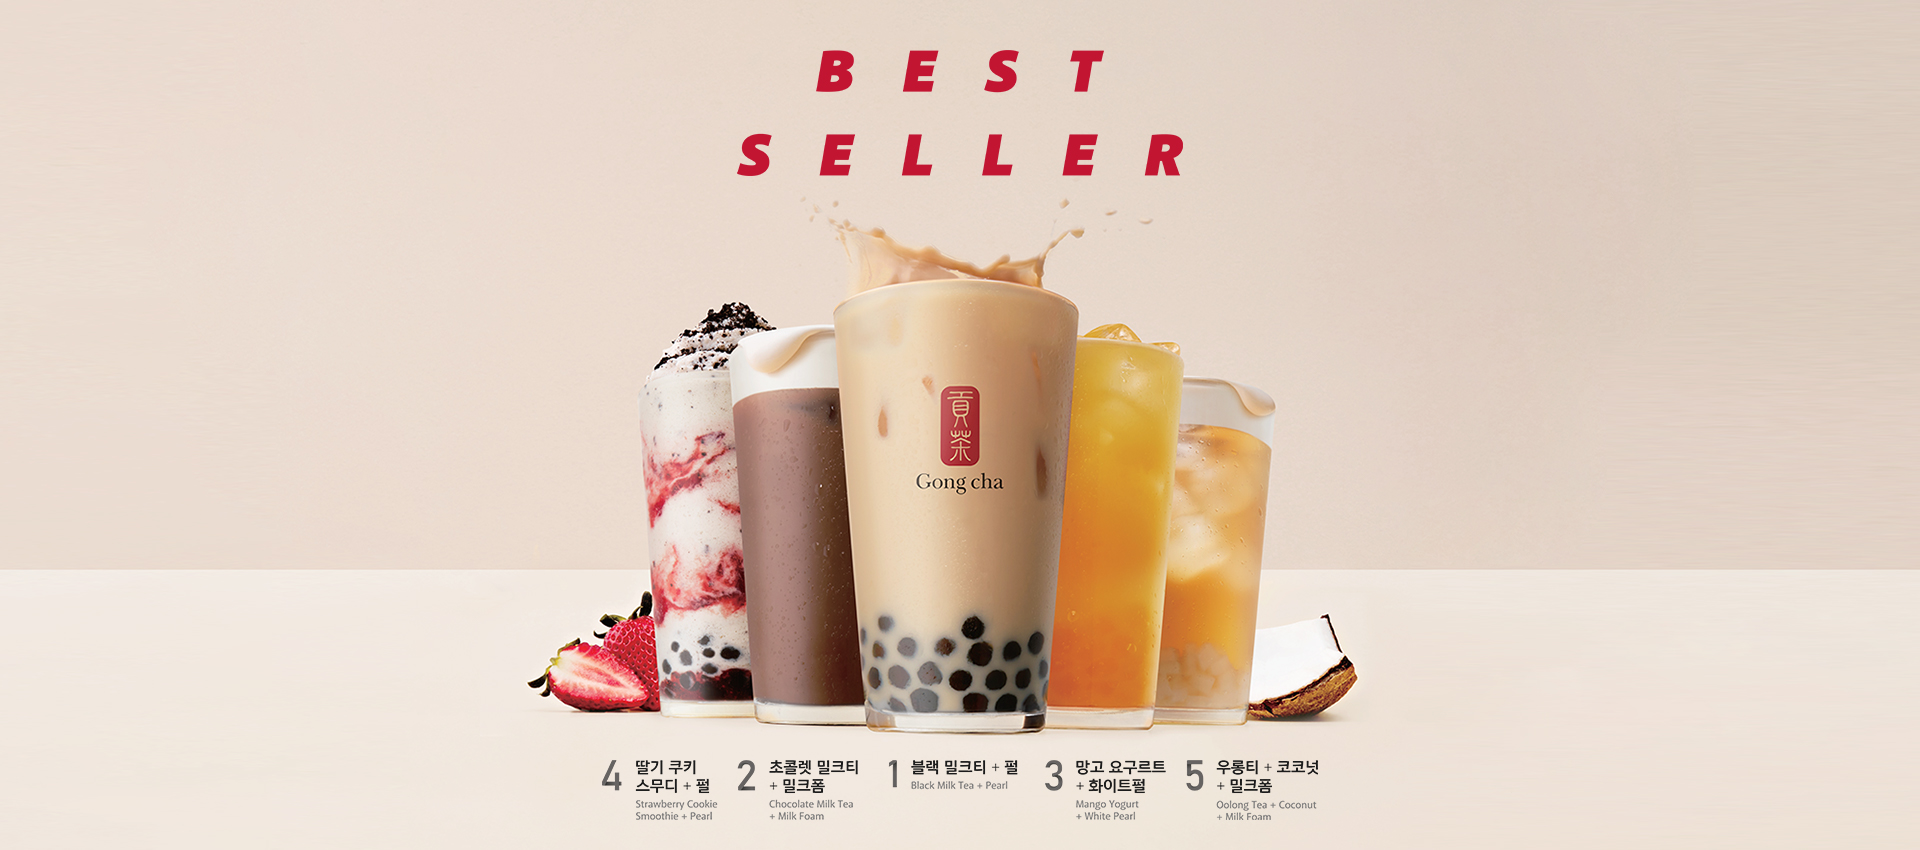 BEST
SELLER
貢茶
Gong cha
4 딸기 쿠키
스무디 + 펄
Strawberry Cookie
Smoothie + Pearl
2 초콜렛 밀크티
+ 밀크폼
Chocolate Milk Tea
+ Milk Foam
1 블랙 밀크티 + 펄
Black Milk Tea + Pearl
3 망고 요구르트
+ 화이트펄
Mango Yogurt
+ White Pearl
5 우롱티 + 코코넛
+ 밀크폼
Oolong Tea + Coconut
+ Milk Foam